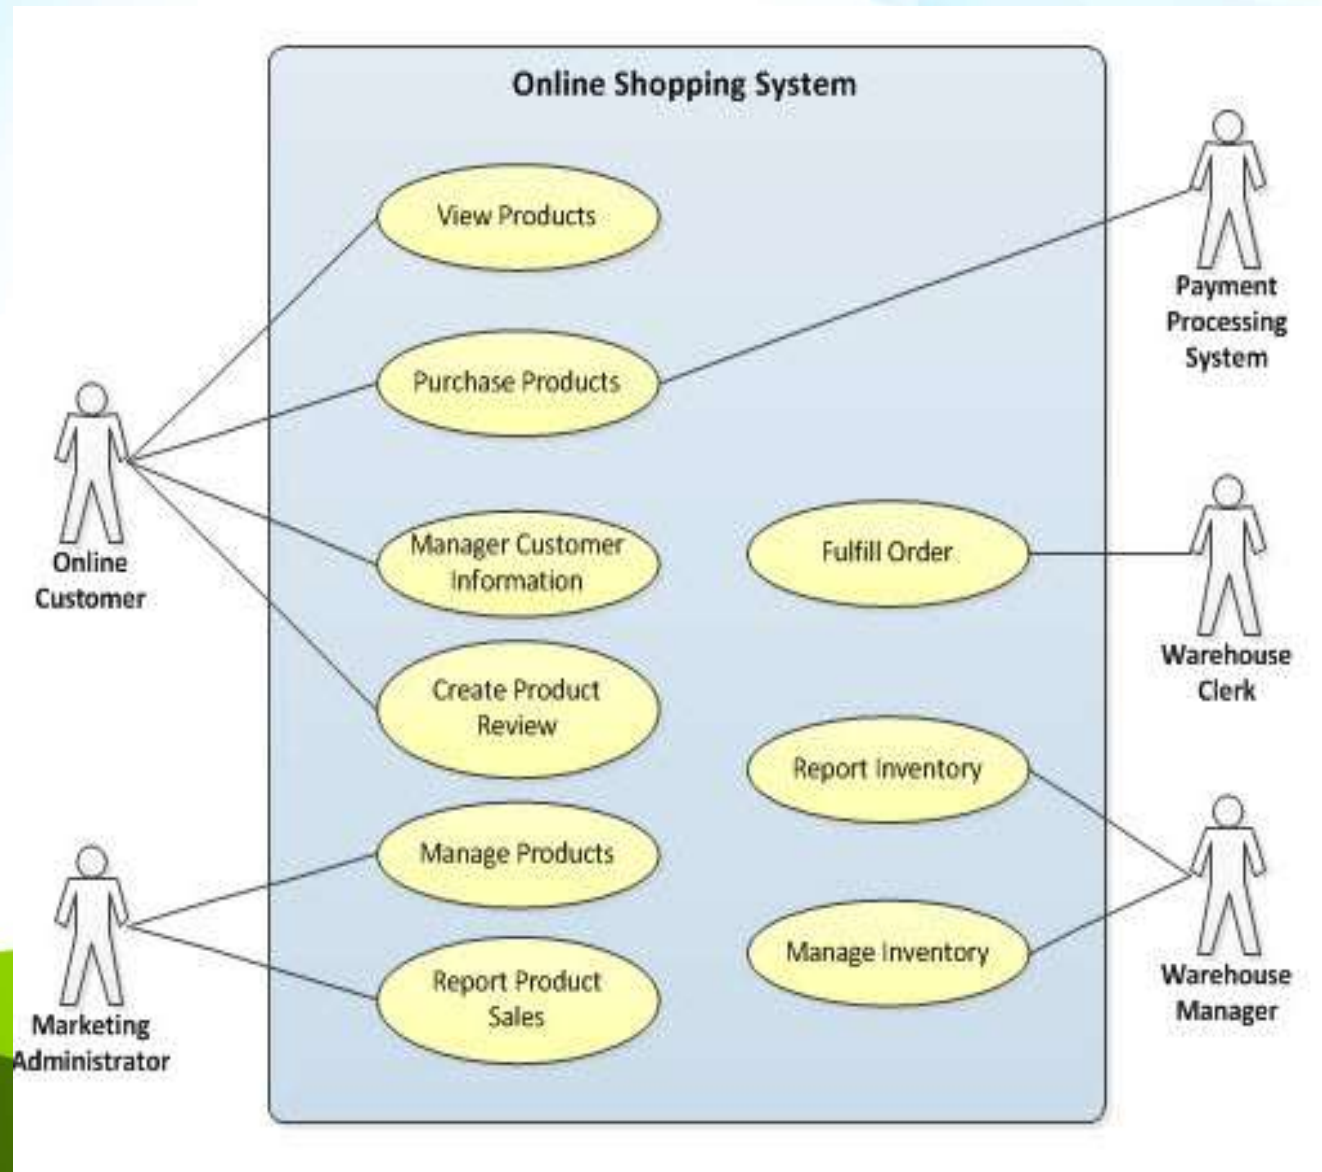 Online Shopping System
View Products
Purchase Products
Manager Customer
Information
Create Product
Review
Manage Products
Report Product
Sales
Fulfill Order
Report Inventory
Manage Inventory
Online
Customer
Marketing
Administrator
Payment
Processing
System
Warehouse
Clerk
Warehouse
Manager